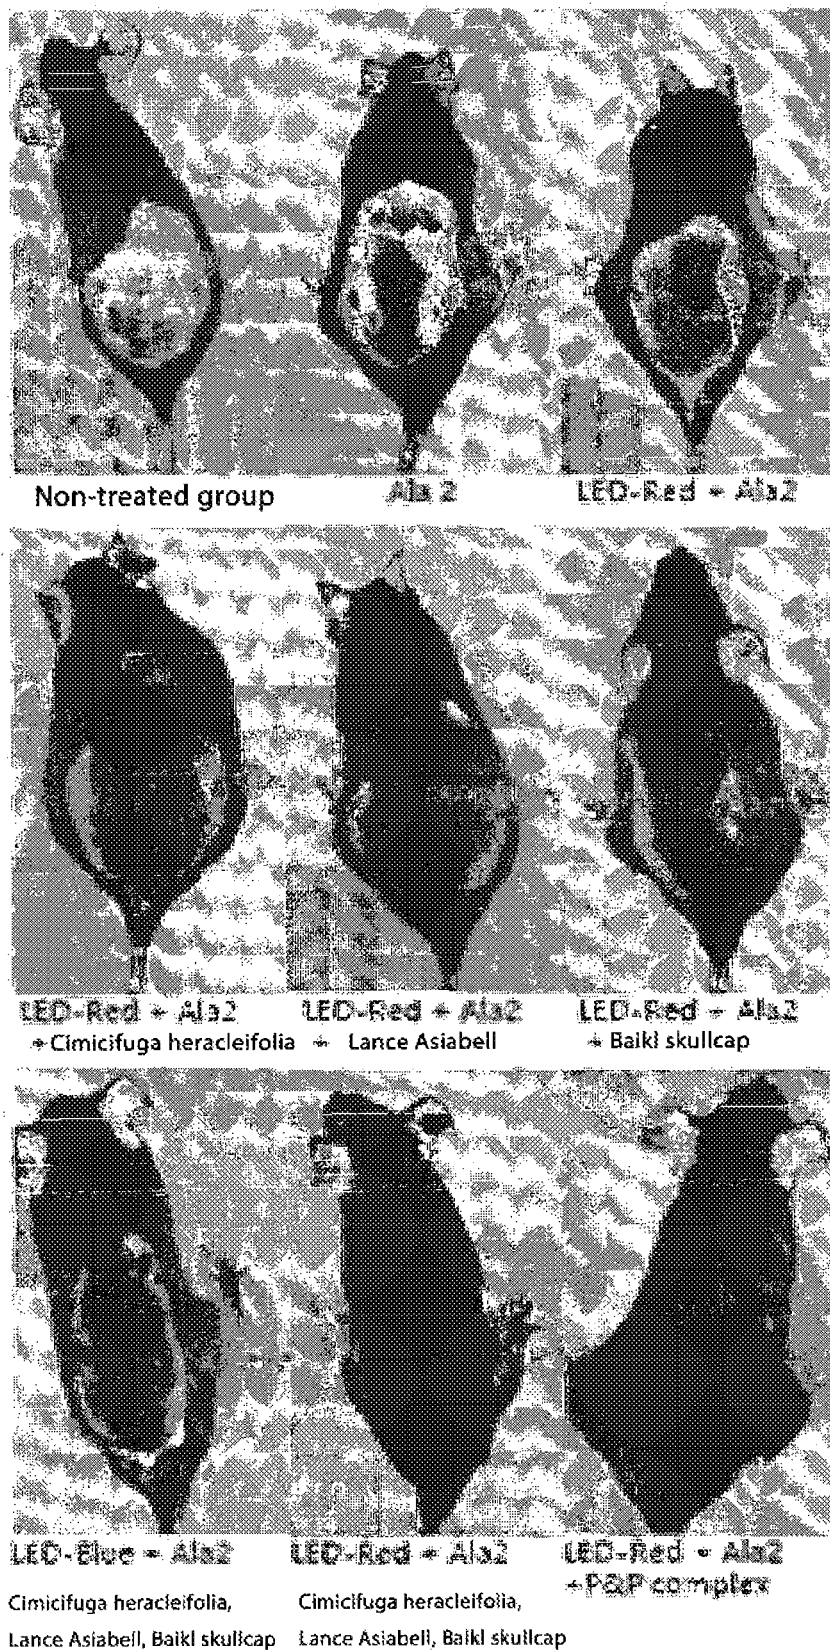 Non-treated group
Ala 2
LED-Red + Ala2
LED-Red + Ala2
+ Cimicifuga heracleifolia
LED-Red + Ala2
+ Lance Asiabell
LED-Red + Ala2
+ Baikl skullcap
LED-Blue + Ala2
Cimicifuga heracleifolia,
Lance Asiabell, Baikl skullcap
LED-Red + Ala2
Cimicifuga heracleifolia,
Lance Asiabell, Baikl skullcap
LED-Red + Ala2
+P&P complex